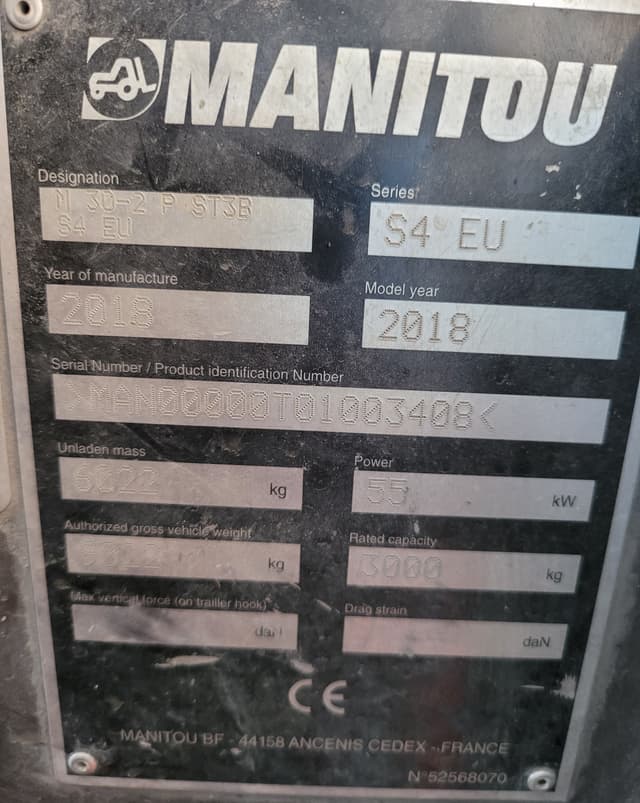 MANITOU
Designation
M 30-2 P ST3B
S4 EU
Series
S4 EU
Year of manufacture
2018
Model year
2018
Serial Number / Product identification Number
MAN00000T01003408<
Unladen mass
kg
Power
55 kW
Authorized gross vehicle weight
kg
Rated capacity
3000 kg
Max vertical force (on trailler hook)
daN
Drag strain
daN
CE
MANITOU BF - 44158 ANCENIS CEDEX - FRANCE
N°52568070